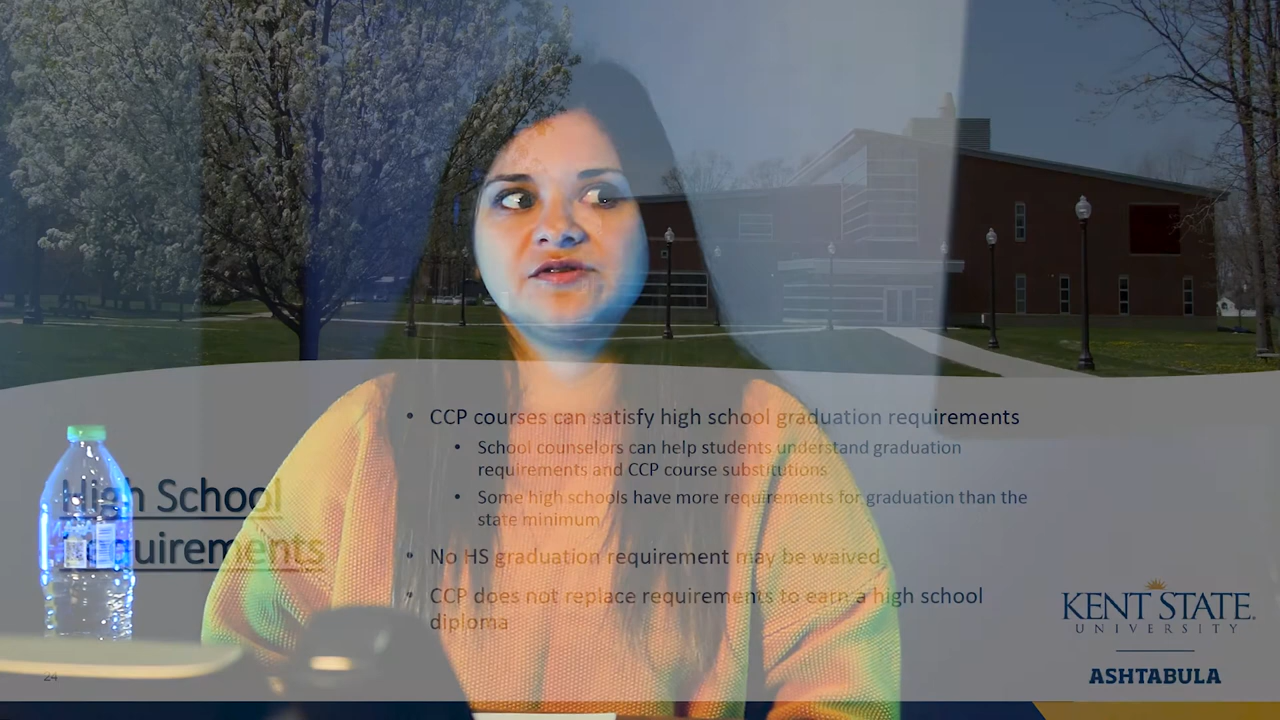 High School
Requirements
• CCP courses can satisfy high school graduation requirements
• School counselors can help students understand graduation
requirements and CCP course substitutions
• Some high schools have more requirements for graduation than the
state minimum
• No HS graduation requirement may be waived
• CCP does not replace requirements to earn a high school
diploma
KENT STATE
UNIVERSITY
ASHTABULA
24